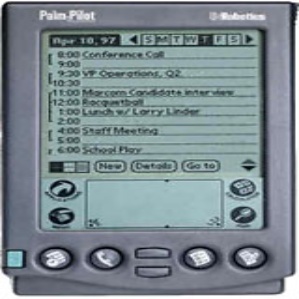 Palm Pilot U.S.Robotics
Apr 10, 97 S M T W T F S
8:00 Conference Call
9:00
9:30 VP Operations, Q2
10:30
11:00 Marcom Candidate interview
12:00 Racquetball
1:00 Lunch w/ Larry Linder
2:00
4:00 Staff Meeting
5:00
6:00 School Play
New Details Go to